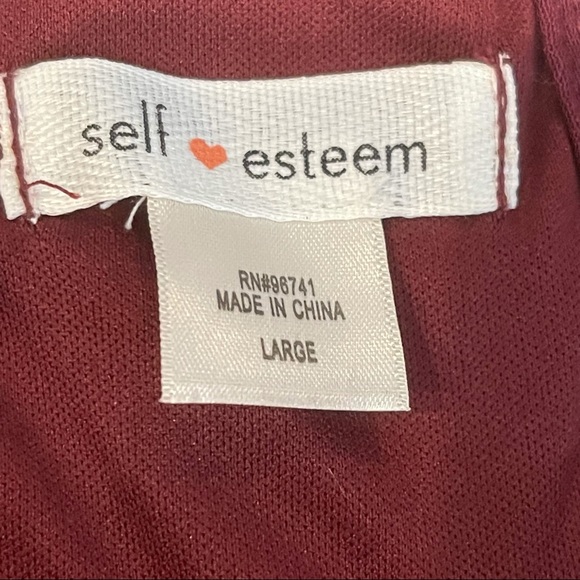 self esteem
RN#96741
MADE IN CHINA
LARGE